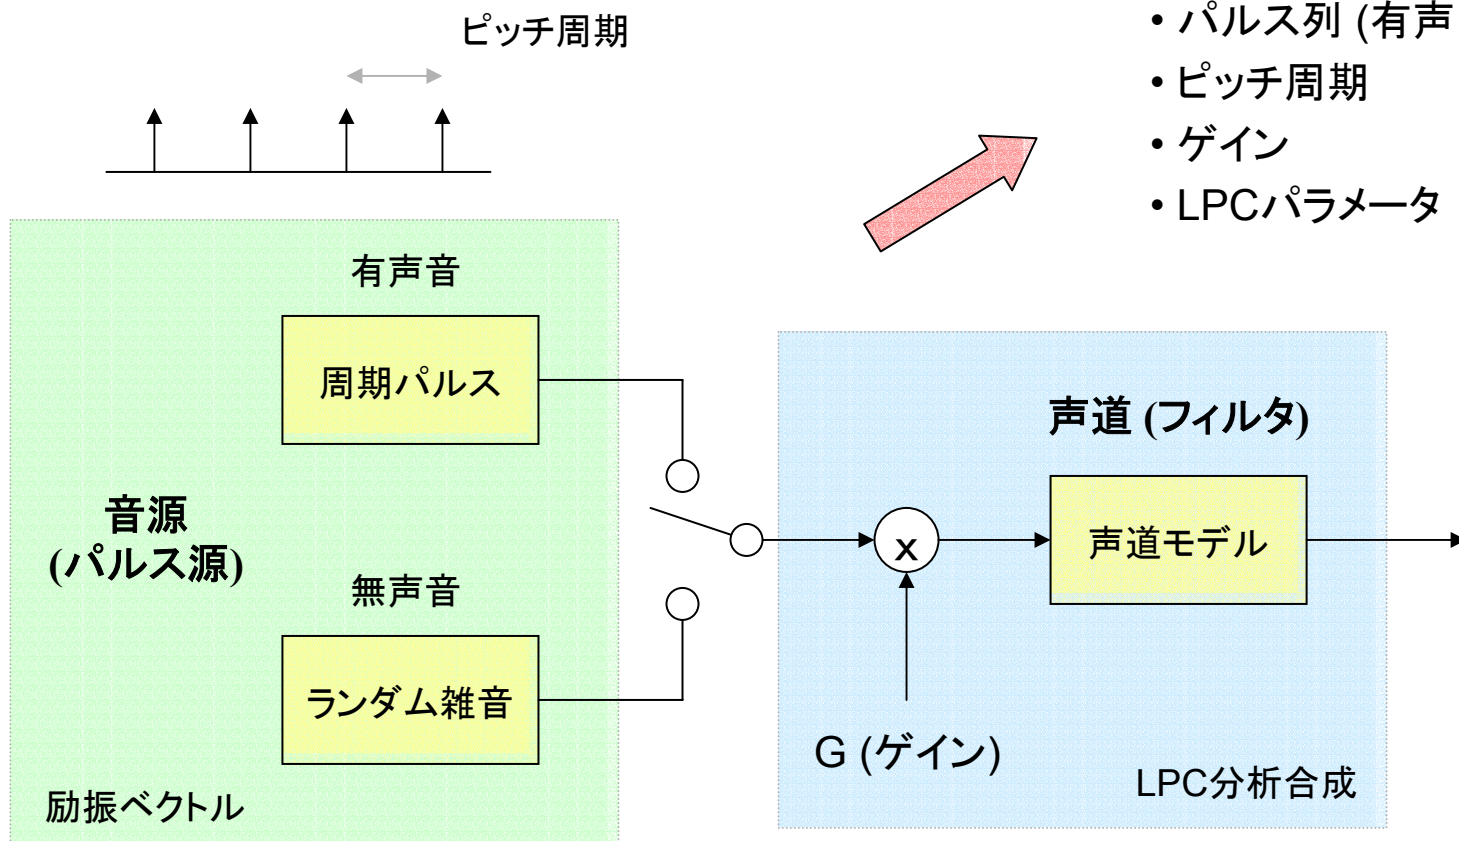 ピッチ周期
• パルス列 (有声
• ピッチ周期
• ゲイン
• LPCパラメータ
有声音
周期パルス
音源
(パルス源)
無声音
ランダム雑音
励振ベクトル
声道 (フィルタ)
x
声道モデル
G (ゲイン)
LPC分析合成